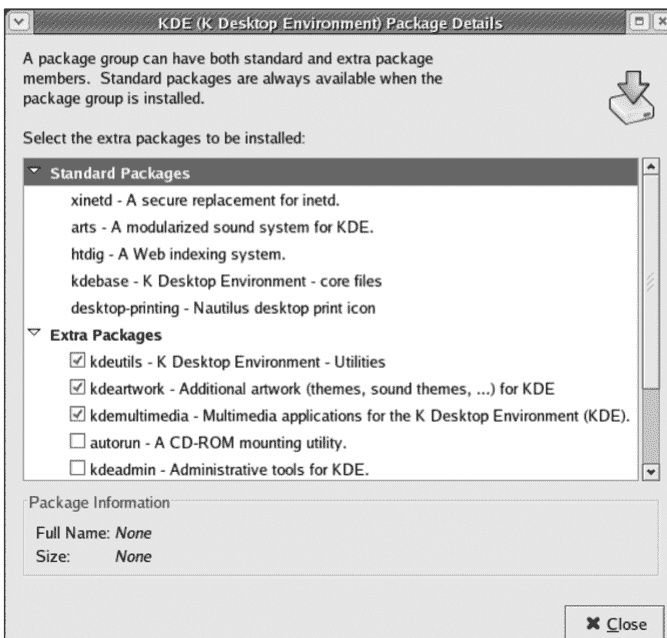 KDE (K Desktop Environment) Package Details
A package group can have both standard and extra package
members. Standard packages are always available when the
package group is installed.
Select the extra packages to be installed:
Standard Packages
xinetd - A secure replacement for inetd.
arts - A modularized sound system for KDE.
htdig - A Web indexing system.
kdebase - K Desktop Environment - core files
desktop-printing - Nautilus desktop print icon
Extra Packages
kdeutils - K Desktop Environment - Utilities
kdeartwork - Additional artwork (themes, sound themes, ...) for KDE
kdemultimedia - Multimedia applications for the K Desktop Environment (KDE).
autorun - A CD-ROM mounting utility.
kdeadmin - Administrative tools for KDE.
Package Information
Full Name: None
Size: None
Close